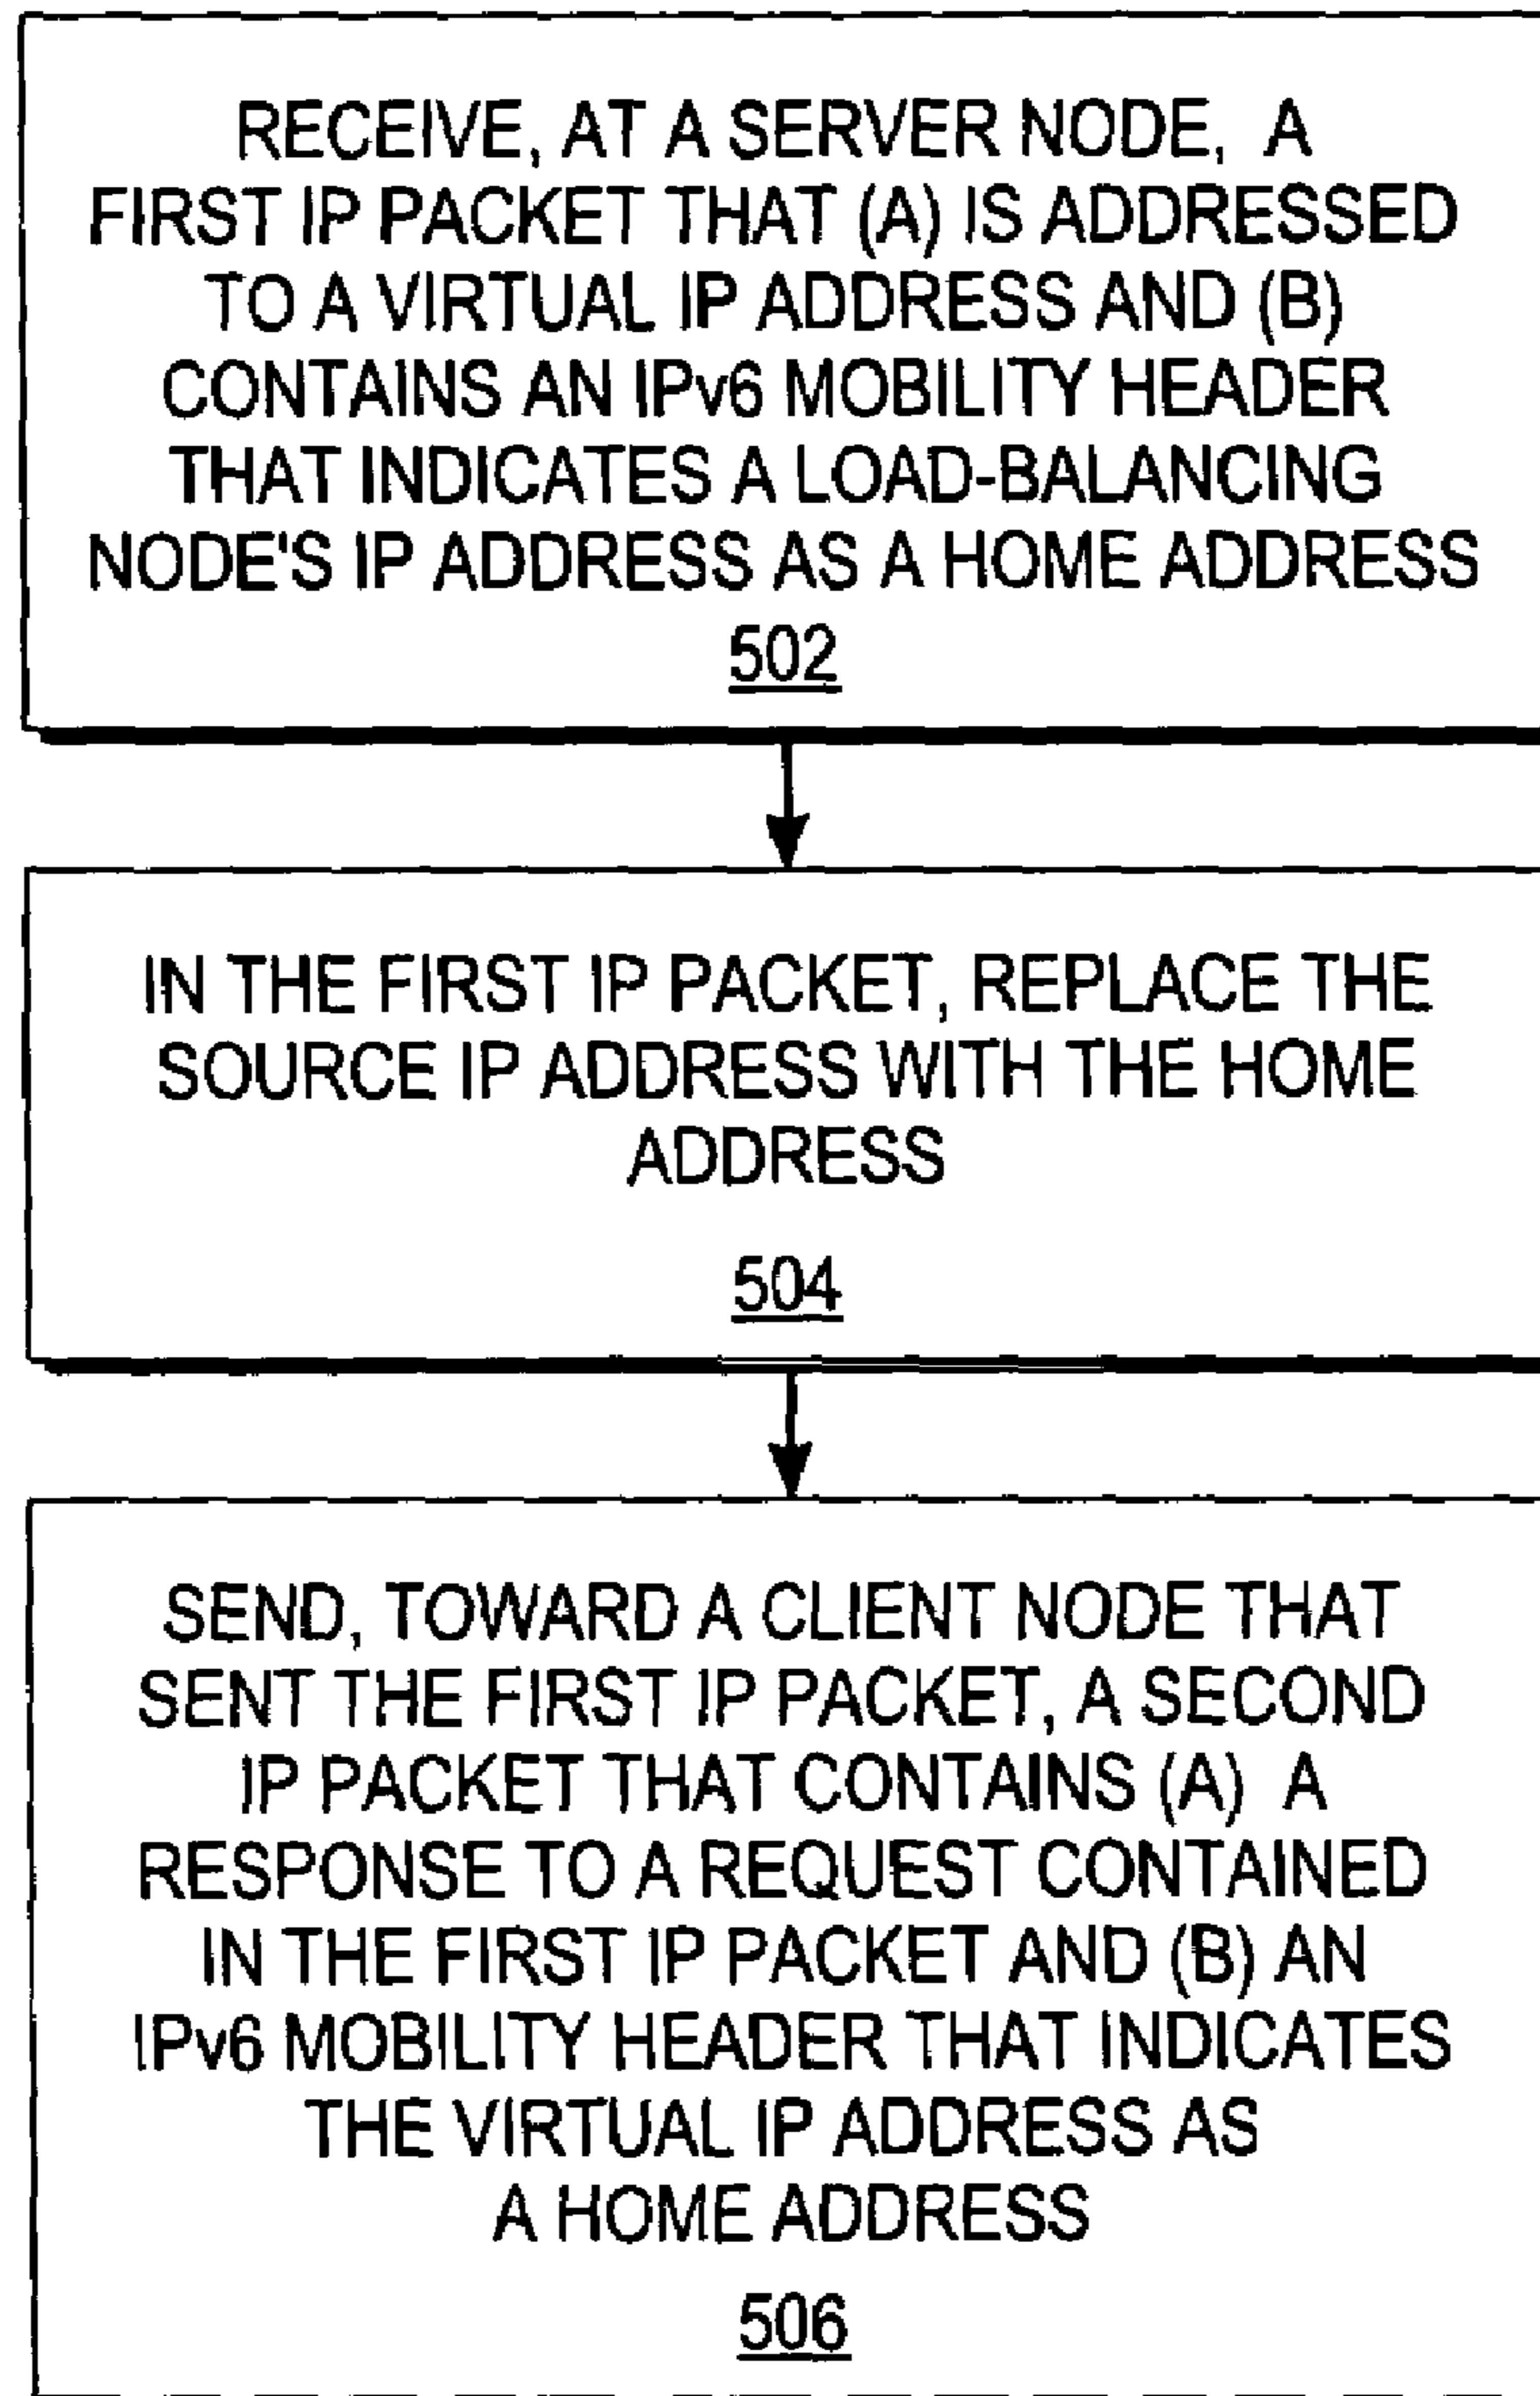 RECEIVE, AT A SERVER NODE, A
FIRST IP PACKET THAT (A) IS ADDRESSED
TO A VIRTUAL IP ADDRESS AND (B)
CONTAINS AN IPv6 MOBILITY HEADER
THAT INDICATES A LOAD-BALANCING
NODE'S IP ADDRESS AS A HOME ADDRESS
502
IN THE FIRST IP PACKET, REPLACE THE
SOURCE IP ADDRESS WITH THE HOME
ADDRESS
504
SEND, TOWARD A CLIENT NODE THAT
SENT THE FIRST IP PACKET, A SECOND
IP PACKET THAT CONTAINS (A) A
RESPONSE TO A REQUEST CONTAINED
IN THE FIRST IP PACKET AND (B) AN
IPv6 MOBILITY HEADER THAT INDICATES
THE VIRTUAL IP ADDRESS AS
A HOME ADDRESS
506